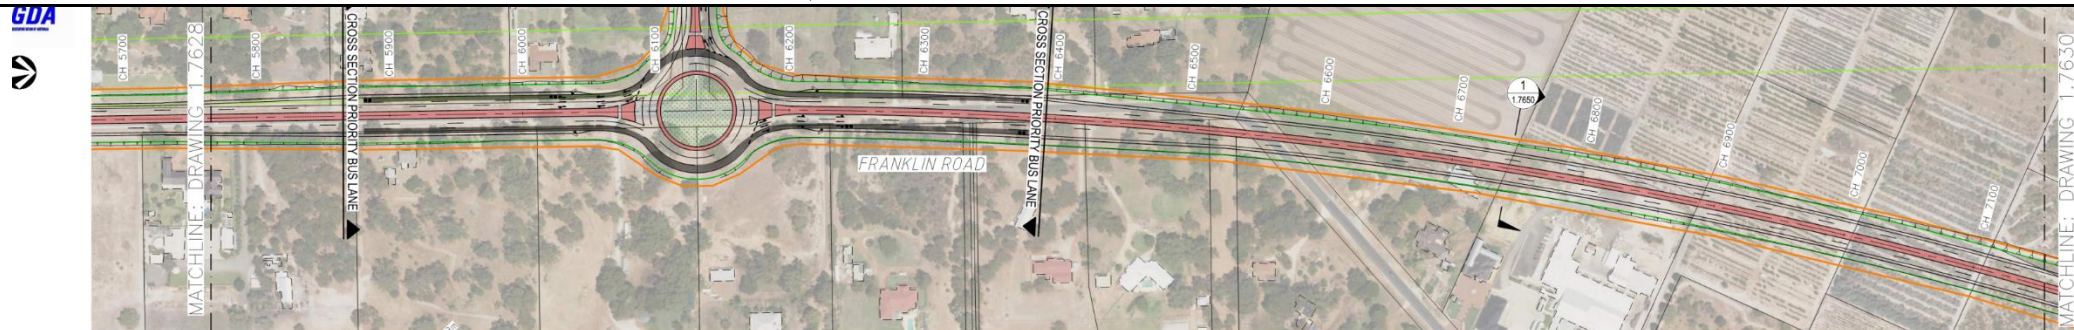 GDA
CH 5700
MATCHLINE: DRAWING 1.7628
CH 5800
CROSS SECTION PRIORITY BUS LANE
CH 5900
CH 6000
CH 6100
CH 6200
CH 6300
FRANKLIN ROAD
CROSS SECTION PRIORITY BUS LANE
CH 6400
CH 6500
CH 6600
CH 6700
1
1.7650
CH 6800
CH 6900
CH 7000
CH 7100
MATCHLINE: DRAWING 1.7630